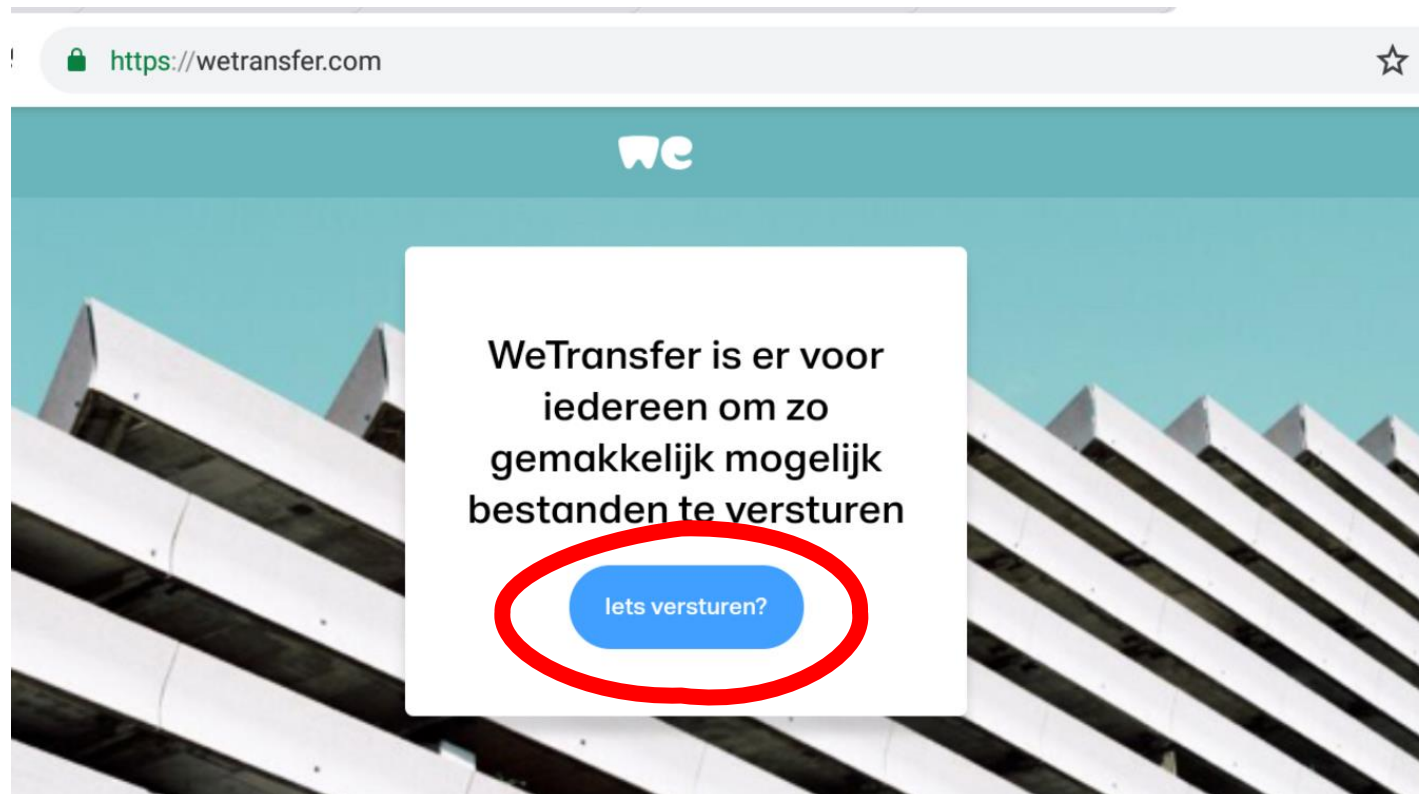 https://wetransfer.com
we
WeTransfer is er voor
iedereen om zo
gemakkelijk mogelijk
bestanden te versturen
Iets versturen?